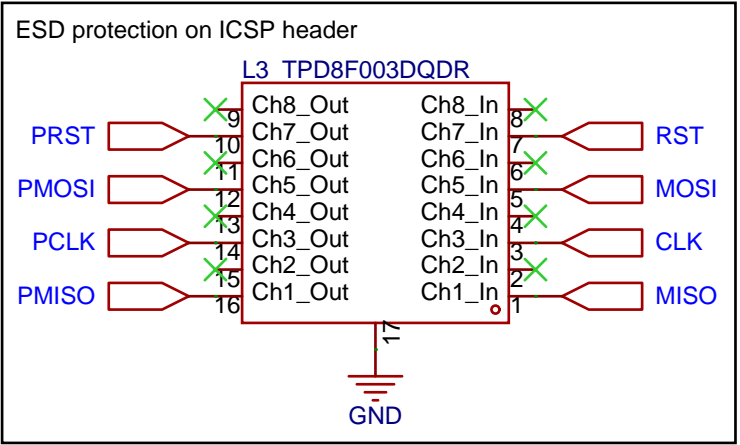 ESD protection on ICSP header
L3 TPD8F003DQDR
Ch8_Out Ch8_In
9 8
PRST Ch7_Out Ch7_In RST
10 7
Ch6_Out Ch6_In
11 6
PMOSI Ch5_Out Ch5_In MOSI
12 5
Ch4_Out Ch4_In
13 4
PCLK Ch3_Out Ch3_In CLK
14 3
Ch2_Out Ch2_In
15 2
PMISO Ch1_Out Ch1_In MISO
16 1
17
GND